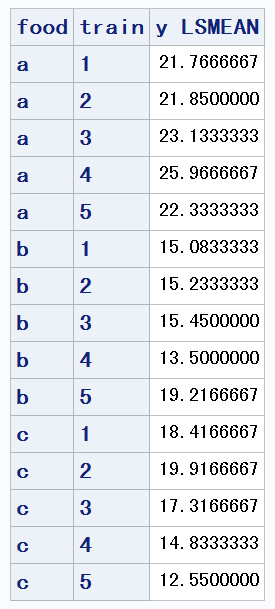 food train y LSMEAN
a 1 21.7666667
a 2 21.8500000
a 3 23.1333333
a 4 25.9666667
a 5 22.3333333
b 1 15.0833333
b 2 15.2333333
b 3 15.4500000
b 4 13.5000000
b 5 19.2166667
c 1 18.4166667
c 2 19.9166667
c 3 17.3166667
c 4 14.8333333
c 5 12.5500000